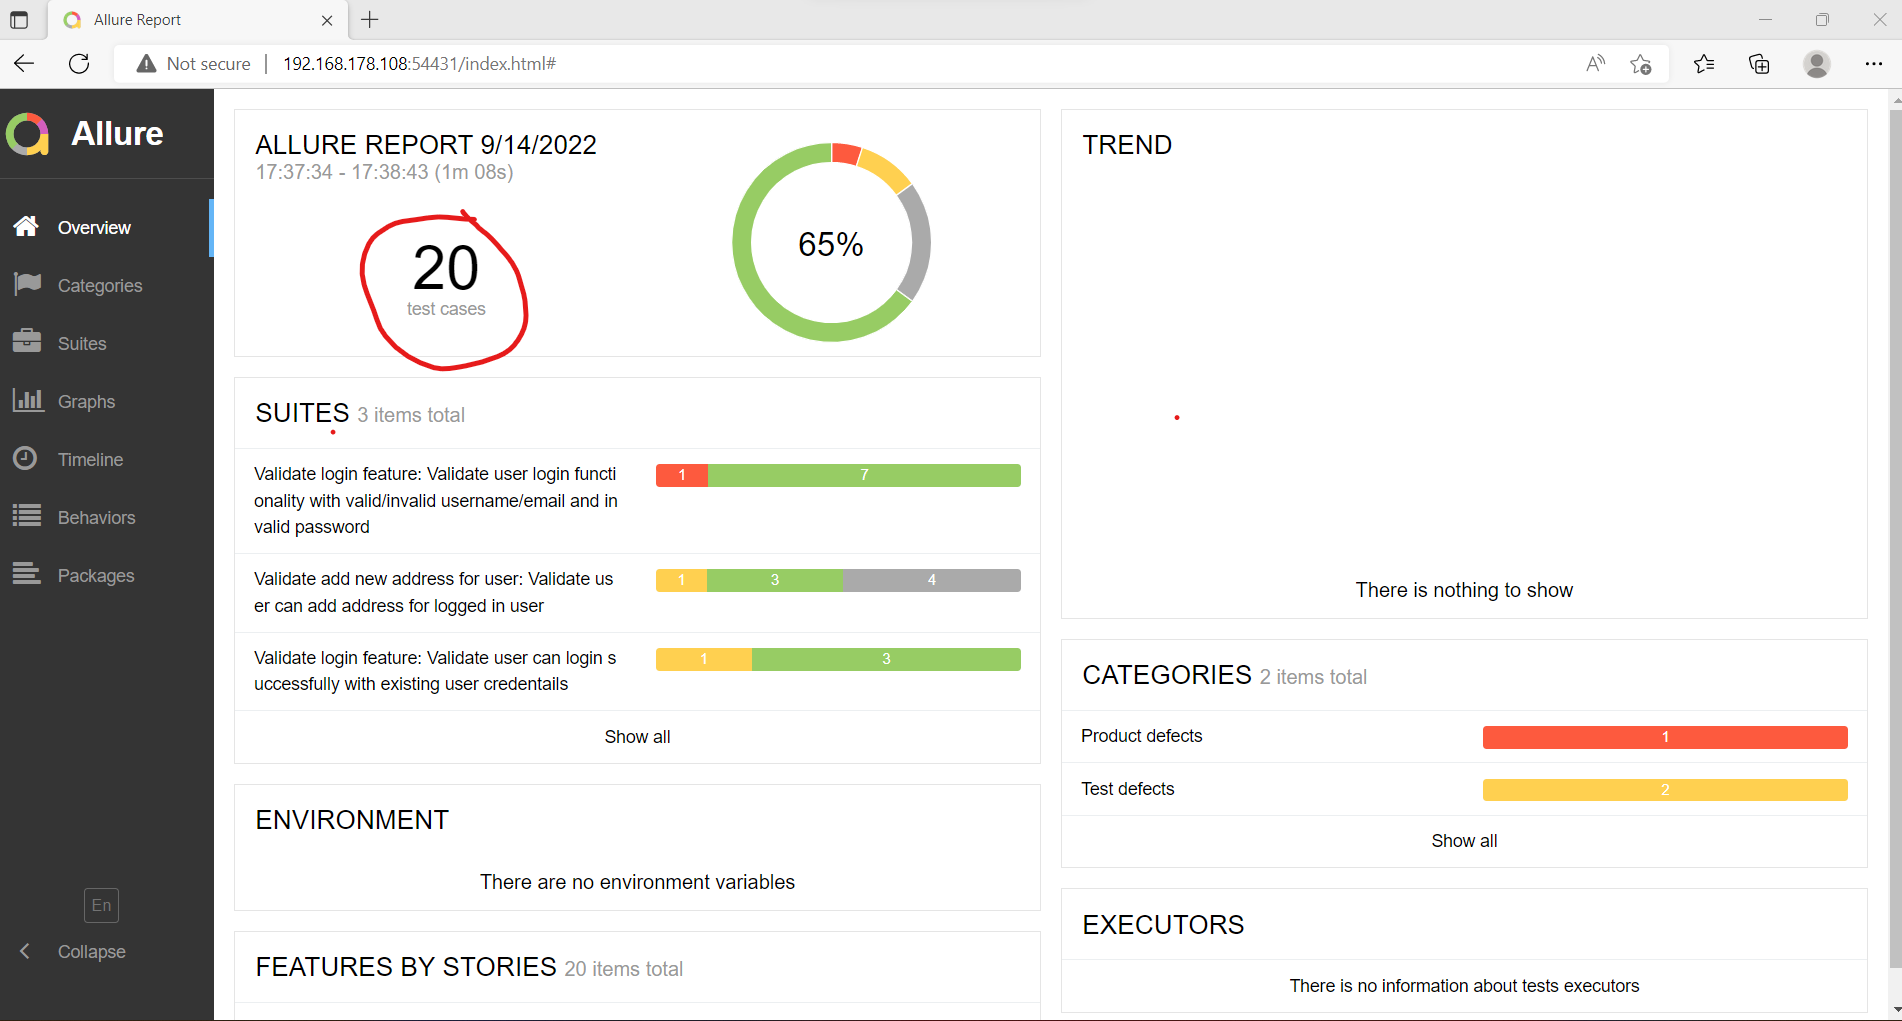 Allure Report
Not secure
192.168.178.108:54431/index.html#
Allure
Overview
Categories
Suites
Graphs
Timeline
Behaviors
Packages
En
Collapse
ALLURE REPORT 9/14/2022
17:37:34 - 17:38:43 (1m 08s)
20
test cases
65%
SUITES 3 items total
Validate login feature: Validate user login functi
onality with valid/invalid username/email and in
valid password
1 7
Validate add new address for user: Validate us
er can add address for logged in user
1 3 4
Validate login feature: Validate user can login s
uccessfully with existing user credentails
1 3
Show all
ENVIRONMENT
There are no environment variables
FEATURES BY STORIES 20 items total
TREND
There is nothing to show
CATEGORIES 2 items total
Product defects 1
Test defects 2
Show all
EXECUTORS
There is no information about tests executors